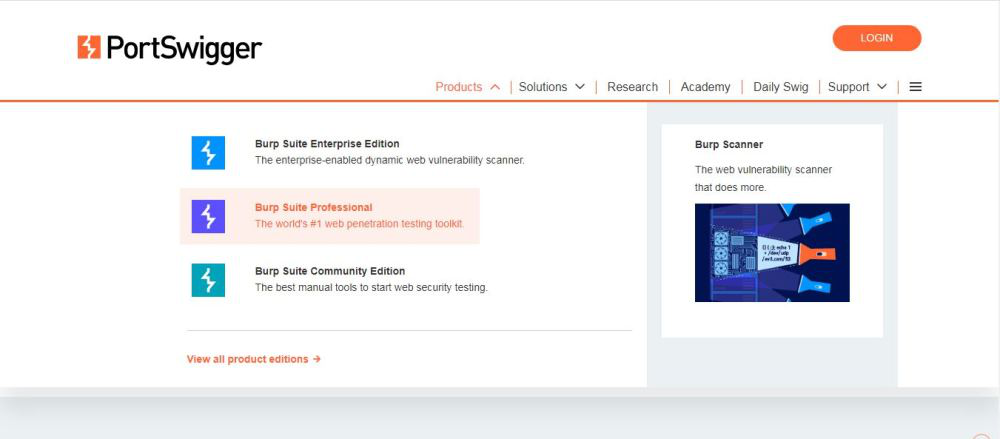 PortSwigger
LOGIN
Products
Solutions
Research
Academy
Daily Swig
Support
Burp Suite Enterprise Edition
The enterprise-enabled dynamic web vulnerability scanner.
Burp Suite Professional
The world's #1 web penetration testing toolkit.
Burp Suite Community Edition
The best manual tools to start web security testing.
View all product editions →
Burp Scanner
The web vulnerability scanner
that does more.